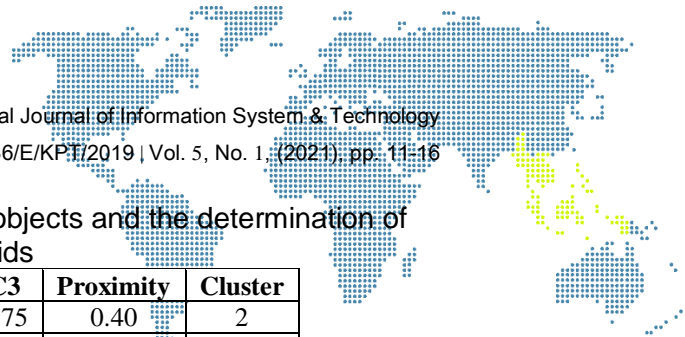 al Journal of Information System & Technology
6/E/KPT/2019 | Vol. 5, No. 1, (2021), pp. 11-16
objects and the determination of
ids
C3 Proximity Cluster
75 0.40 2